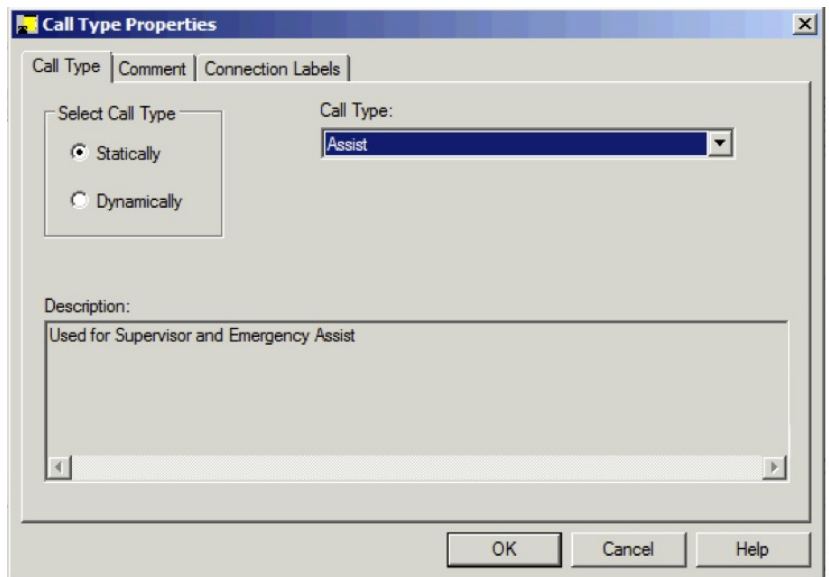 Call Type Properties
Call Type Comment Connection Labels
Select Call Type
Statically
Dynamically
Call Type:
Assist
Description:
Used for Supervisor and Emergency Assist
OK Cancel Help